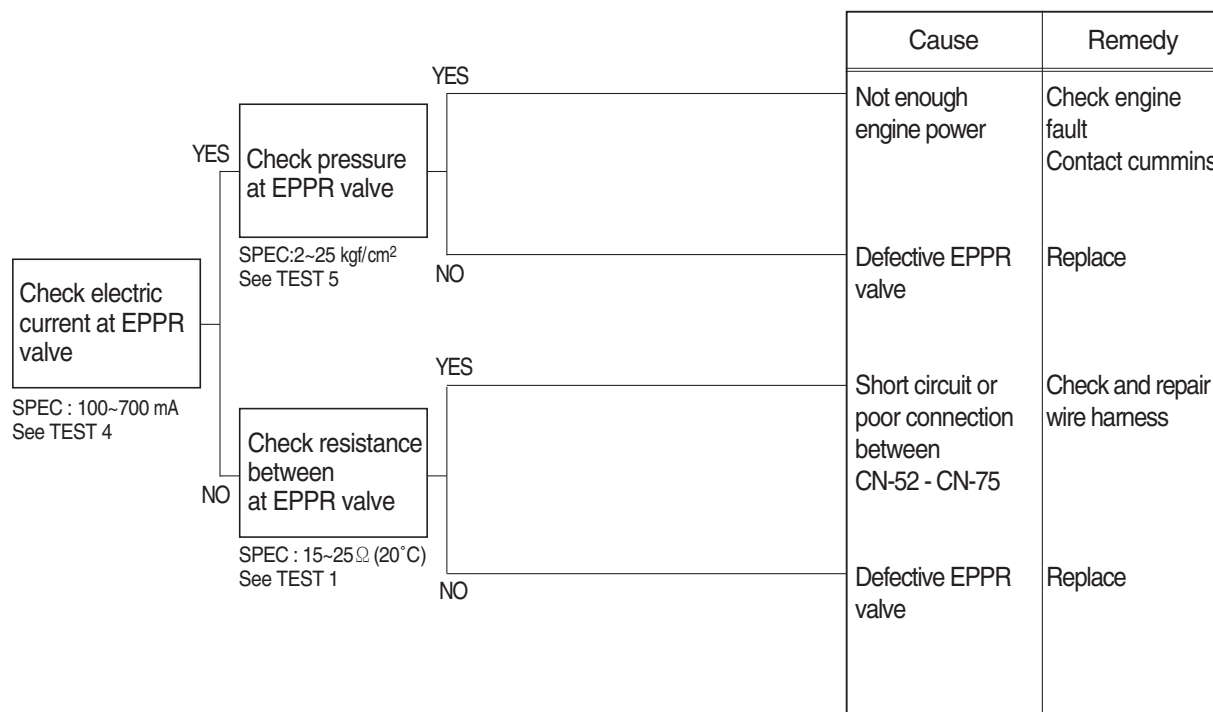 Cause
Remedy
YES
Not enough
engine power
Check engine
fault
Contact cummins
YES
Check pressure
at EPPR valve
SPEC:2~25 kgf/cm²
See TEST 5
NO
Defective EPPR
valve
Replace
Check electric
current at EPPR
valve
SPEC : 100~700 mA
See TEST 4
YES
Short circuit or
poor connection
between
CN-52 - CN-75
Check and repair
wire harness
NO
Check resistance
between
at EPPR valve
SPEC : 15~25Ω (20˚C)
See TEST 1
NO
Defective EPPR
valve
Replace